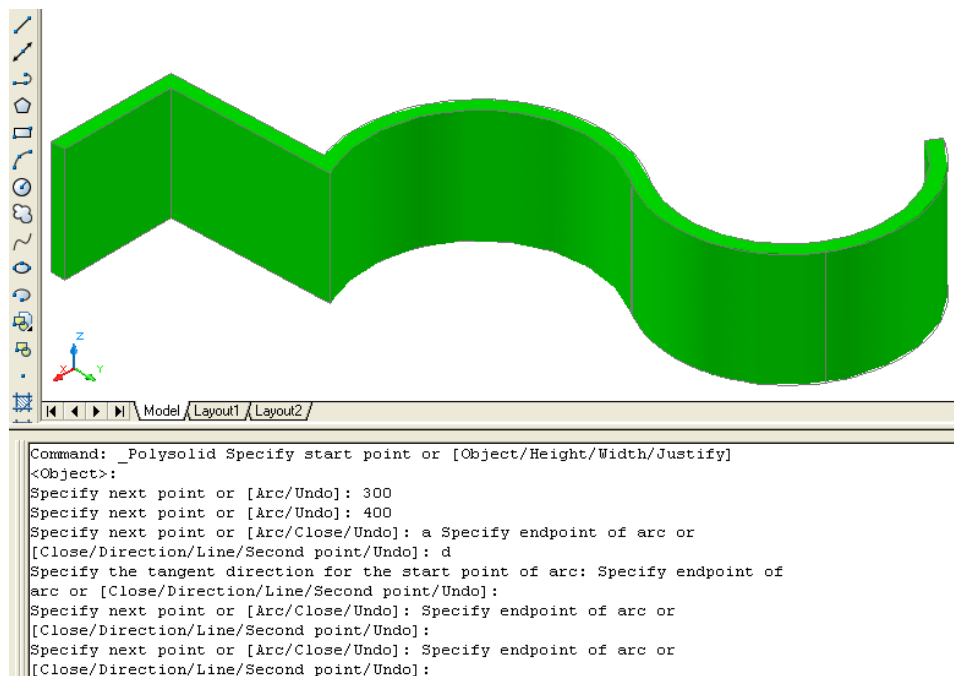 Z
X
Y
Model Layout1 Layout2
Command: _Polysolid Specify start point or [Object/Height/Width/Justify]
<Object>:
Specify next point or [Arc/Undo]: 300
Specify next point or [Arc/Undo]: 400
Specify next point or [Arc/Close/Undo]: a Specify endpoint of arc or
[Close/Direction/Line/Second point/Undo]: d
Specify the tangent direction for the start point of arc: Specify endpoint of
arc or [Close/Direction/Line/Second point/Undo]:
Specify next point or [Arc/Close/Undo]: Specify endpoint of arc or
[Close/Direction/Line/Second point/Undo]:
Specify next point or [Arc/Close/Undo]: Specify endpoint of arc or
[Close/Direction/Line/Second point/Undo]: